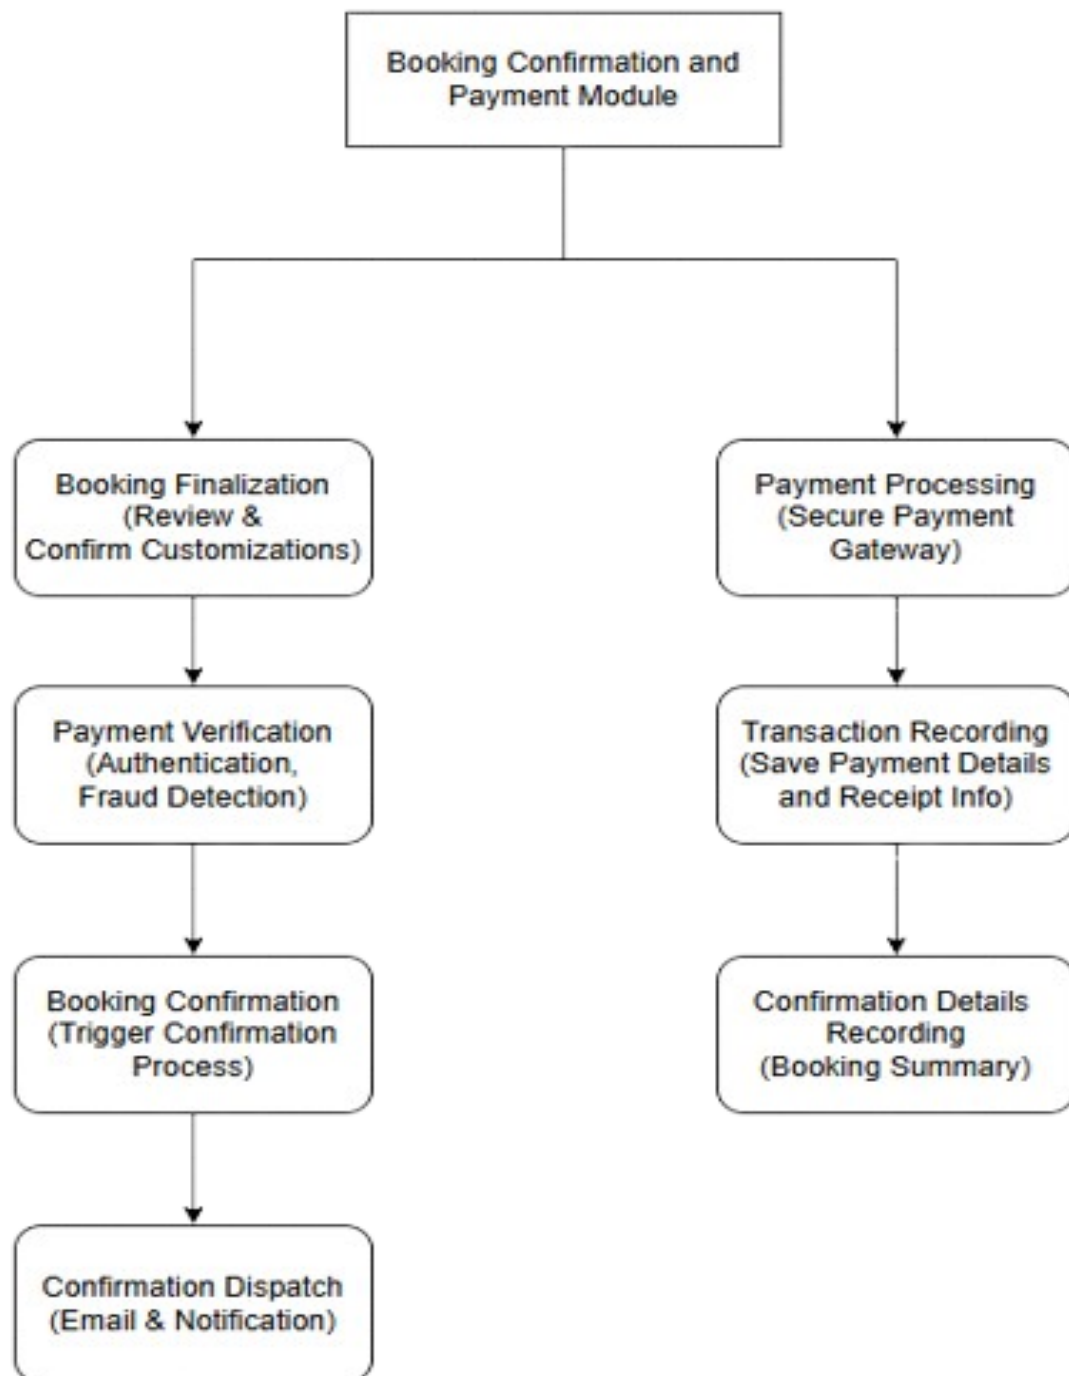 Booking Confirmation and
Payment Module
Booking Finalization
(Review &
Confirm Customizations)
Payment Verification
(Authentication,
Fraud Detection)
Booking Confirmation
(Trigger Confirmation
Process)
Confirmation Dispatch
(Email & Notification)
Payment Processing
(Secure Payment
Gateway)
Transaction Recording
(Save Payment Details
and Receipt Info)
Confirmation Details
Recording
(Booking Summary)